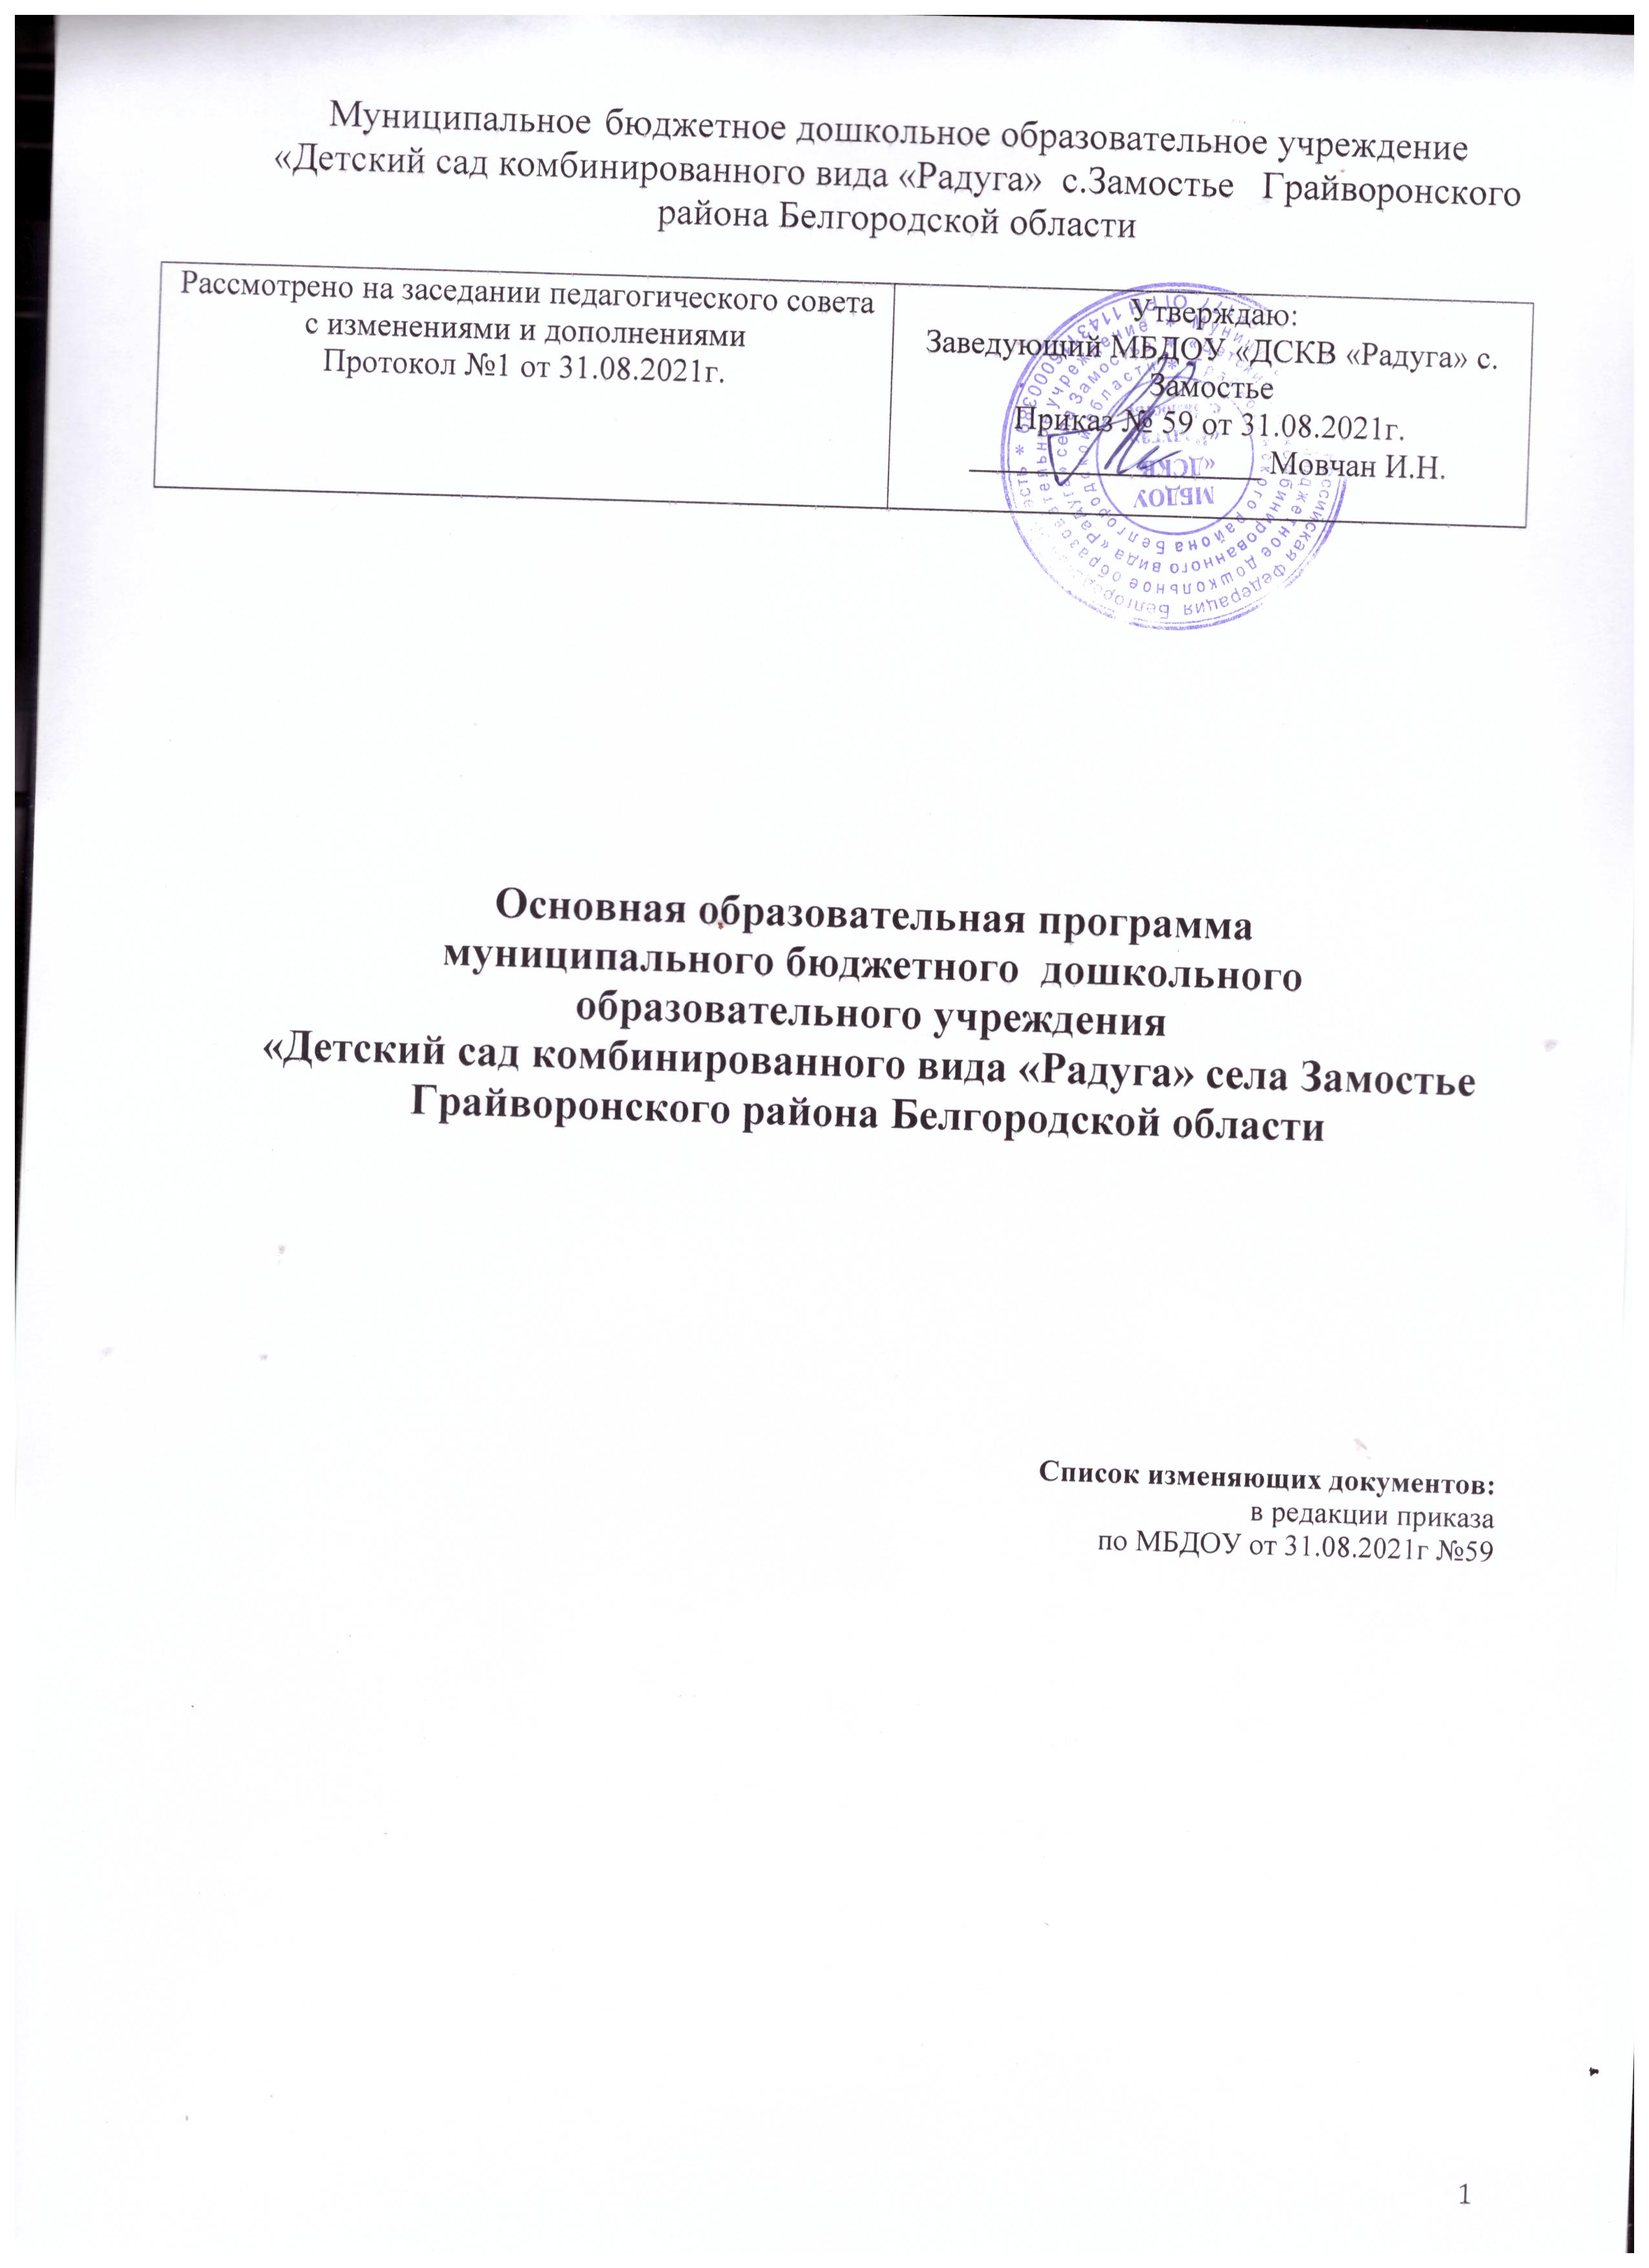 Муниципальное бюджетное дошкольное образовательное учреждение
«Детский сад комбинированного вида «Радуга» с.Замостье Грайворонского
района Белгородской области
Рассмотрено на заседании педагогического совета
с изменениями и дополнениями
Протокол №1 от 31.08.2021г.
Утверждаю:
Заведующий МБДОУ «ДСКВ «Радуга» с.
Замостье
Приказ № 59 от 31.08.2021г.
Мовчан И.Н.
МБДОУ
«ДСКВ
Основная образовательная программа
муниципального бюджетного дошкольного
образовательного учреждения
«Детский сад комбинированного вида «Радуга» села Замостье
Грайворонского района Белгородской области
Список изменяющих документов:
в редакции приказа
по МБДОУ от 31.08.2021г №59
1